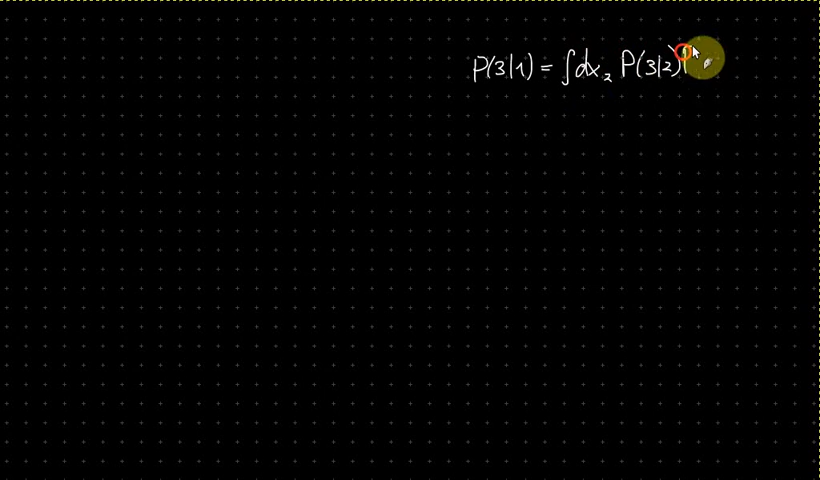 P(3|1) = ∫dx₂ P(3|2)